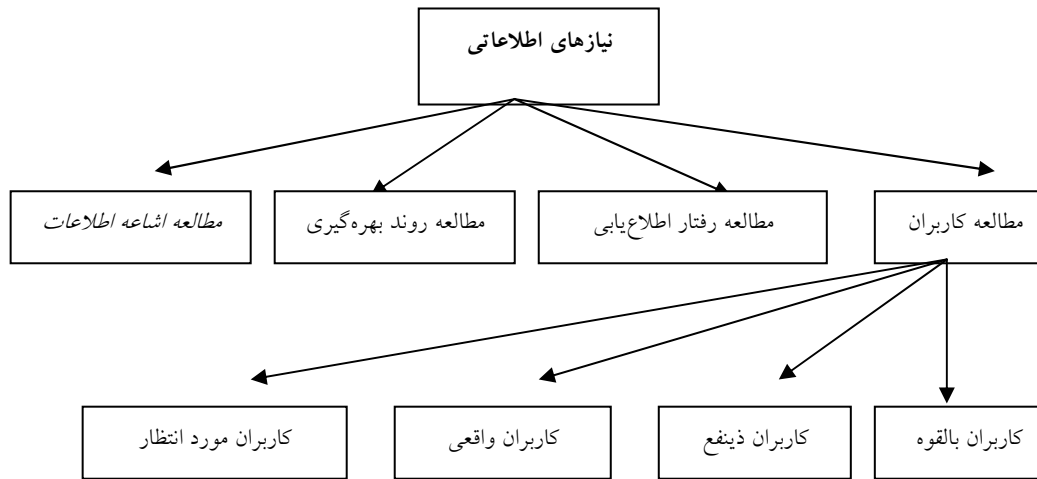 نیازهای اطلاعاتی
مطالعه کاربران
مطالعه رفتار اطلاع‌یابی
مطالعه روند بهره‌گیری
مطالعه اشاعه اطلاعات
کاربران بالقوه
کاربران ذینفع
کاربران واقعی
کاربران مورد انتظار